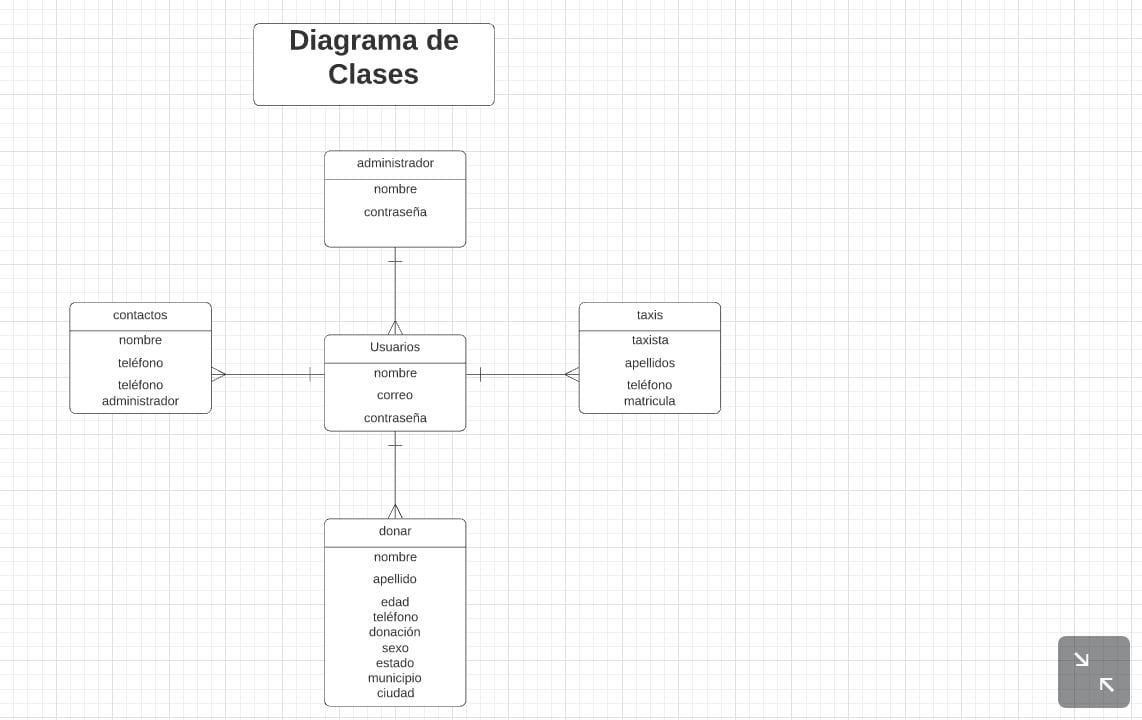 Diagrama de
Clases
administrador
nombre
contraseña
contactos
nombre
teléfono
teléfono
administrador
Usuarios
nombre
correo
contraseña
taxis
taxista
apellidos
teléfono
matricula
donar
nombre
apellido
edad
teléfono
donación
sexo
estado
municipio
ciudad